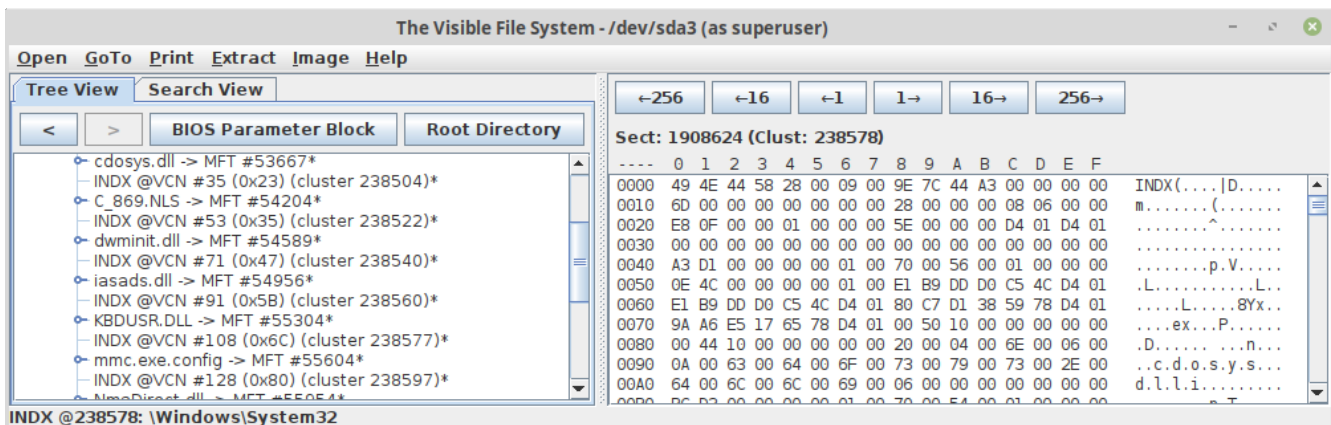 The Visible File System - /dev/sda3 (as superuser)
Open GoTo Print Extract Image Help
Tree View Search View
< > BIOS Parameter Block Root Directory
cdosys.dll -> MFT #53667*
INDX @VCN #35 (0x23) (cluster 238504)*
C_869.NLS -> MFT #54204*
INDX @VCN #53 (0x35) (cluster 238522)*
dwminit.dll -> MFT #54589*
INDX @VCN #71 (0x47) (cluster 238540)*
iasads.dll -> MFT #54956*
INDX @VCN #91 (0x5B) (cluster 238560)*
KBDUSR.DLL -> MFT #55304*
INDX @VCN #108 (0x6C) (cluster 238577)*
mmc.exe.config -> MFT #55604*
INDX @VCN #128 (0x80) (cluster 238597)*
←256 ←16 ←1 1→ 16→ 256→
Sect: 1908624 (Clust: 238578)
---- 0 1 2 3 4 5 6 7 8 9 A B C D E F
0000 49 4E 44 58 28 00 09 00 9E 7C 44 A3 00 00 00 00 INDX(....|D.....
0010 6D 00 00 00 00 00 00 00 28 00 00 00 08 06 00 00 m.......(.......
0020 E8 0F 00 00 01 00 00 00 5E 00 00 00 D4 01 D4 01 ........^.......
0030 00 00 00 00 00 00 00 00 00 00 00 00 00 00 00 00 ................
0040 A3 D1 00 00 00 00 01 00 70 00 56 00 01 00 00 00 ........p.V.....
0050 0E 4C 00 00 00 00 01 00 E1 B9 DD D0 C5 4C D4 01 .L...........L..
0060 E1 B9 DD D0 C5 4C D4 01 80 C7 D1 38 59 78 D4 01 .....L.....8Yx..
0070 9A A6 E5 17 65 78 D4 01 00 50 10 00 00 00 00 00 ....ex...P......
0080 00 44 10 00 00 00 00 00 20 00 04 00 6E 00 06 00 .D...... ...n...
0090 0A 00 63 00 64 00 6F 00 73 00 79 00 73 00 2E 00 ..c.d.o.s.y.s...
00A0 64 00 6C 00 6C 00 69 00 06 00 00 00 00 00 00 00 d.l.l.i.........
INDX @238578: \Windows\System32